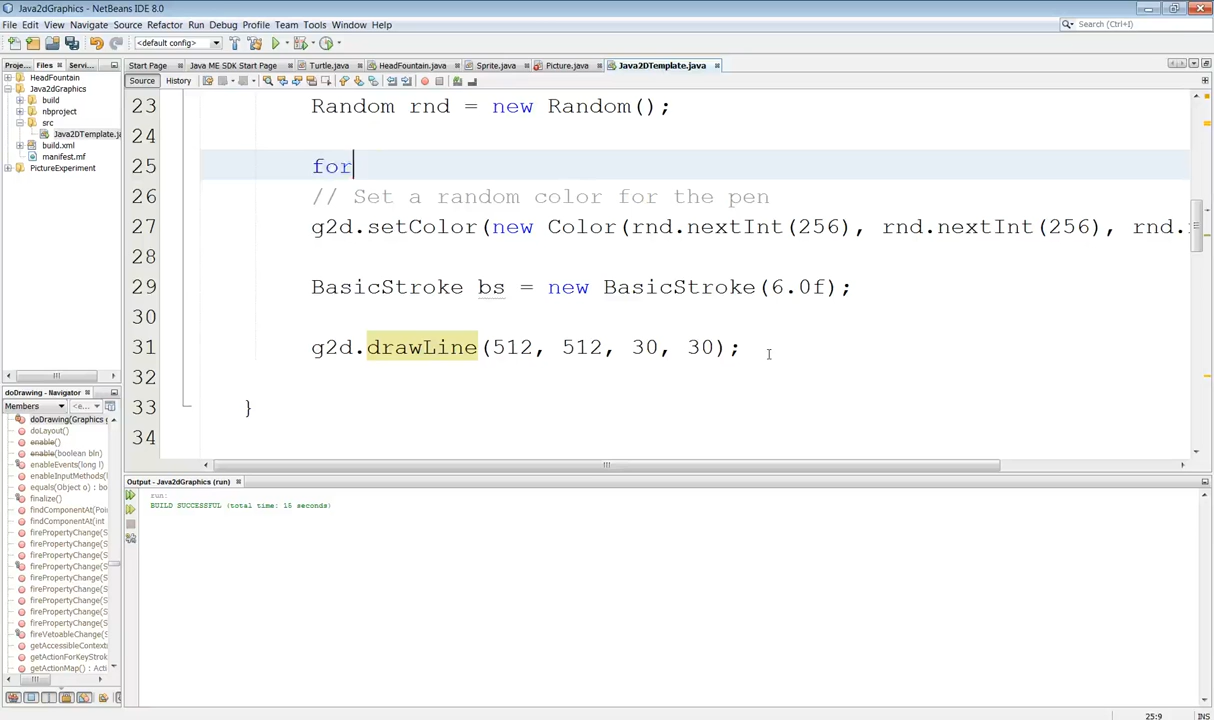 Java2dGraphics - NetBeans IDE 8.0
File Edit View Navigate Source Refactor Run Debug Profile Team Tools Window Help
<default config>
Search (Ctrl+I)
Proje... Files Servi...
Start Page Java ME SDK Start Page Turtle.java HeadFountain.java Sprite.java Picture.java Java2DTemplate.java
Source History
HeadFountain
Java2dGraphics
build
nbproject
src
Java2DTemplate.ja
build.xml
manifest.mf
PictureExperiment
23 Random rnd = new Random();
24
25 for
26 // Set a random color for the pen
27 g2d.setColor(new Color(rnd.nextInt(256), rnd.nextInt(256), rnd.
28
29 BasicStroke bs = new BasicStroke(6.0f);
30
31 g2d.drawLine(512, 512, 30, 30);
32
33 }
34
doDrawing - Navigator
Members <e...
doDrawing(Graphics g
doLayout()
enable()
enable(boolean bln)
enableEvents(long l)
enableInputMethods(l
equals(Object o) : bo
finalize()
findComponentAt(Poi
findComponentAt(int
firePropertyChange(S
firePropertyChange(S
firePropertyChange(S
firePropertyChange(S
firePropertyChange(S
firePropertyChange(S
firePropertyChange(S
firePropertyChange(S
firePropertyChange(S
fireVetoableChange(S
getAccessibleContext
getActionForKeyStrok
getActionMap() : Acti
Output - Java2dGraphics (run)
run:
BUILD SUCCESSFUL (total time: 15 seconds)
25:9 INS